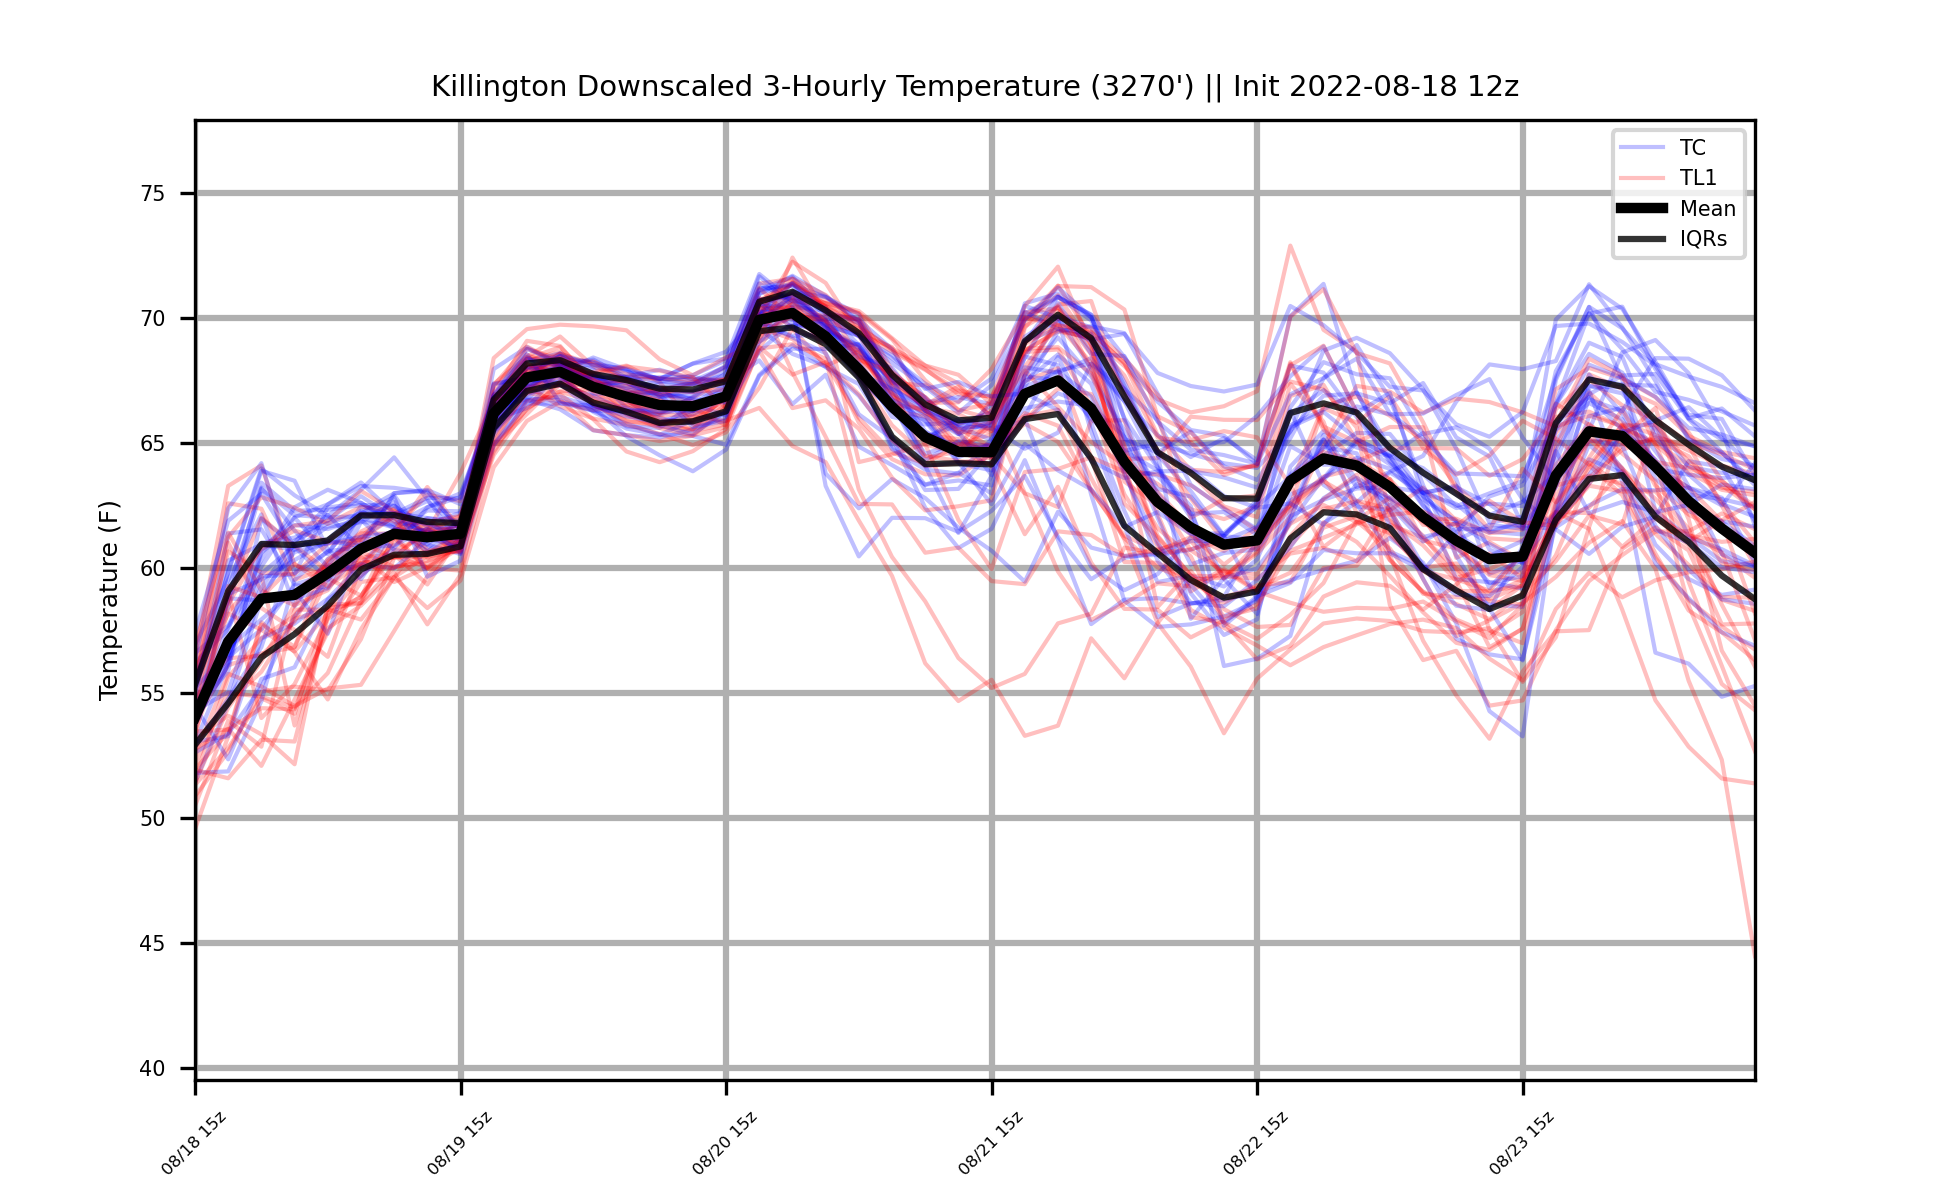 Killington Downscaled 3-Hourly Temperature (3270') || Init 2022-08-18 12z
TC
TL1
Mean
IQRs
Temperature (F)
75
70
65
60
55
50
45
40
08/18 15z
08/19 15z
08/20 15z
08/21 15z
08/22 15z
08/23 15z